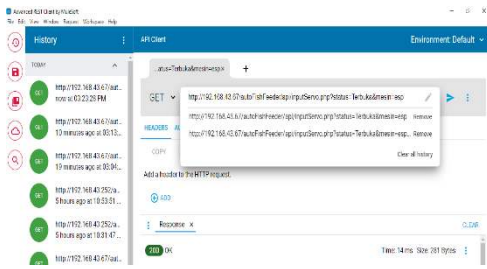 Advanced REST Client by MuleSoft
File Edit View Window Request Workspace Help
History
API Client
Environment: Default
TODAY
GET
http://192.168.43.67/aut...
now at 03:23:28 PM
GET
http://192.168.43.67/aut...
10 minutes ago at 03:13:...
GET
http://192.168.43.67/aut...
19 minutes ago at 03:04:...
GET
http://192.168.43.252/a...
5 hours ago at 10:33:51 ...
GET
http://192.168.43.252/a...
5 hours ago at 10:31:47 ...
GET
http://192.168.43.67/aut...
...atus=Terbuka&mesin=esp x +
GET
http://192.168.43.67/autoFishFeeder/api/inputServo.php?status=Terbuka&mesin=esp
http://192.168.43.67/autoFishFeeder/api/inputServo.php?status=Terbuka&mesin=esp Remove
http://192.168.43.67/autoFishFeeder/api/inputServo.php?status=Terbuka&mesin=esp... Remove
Clear all history
HEADERS
COPY
Add a header to the HTTP request.
ADD
Response x
CLEAR
200 OK
Time: 14 ms Size: 281 Bytes